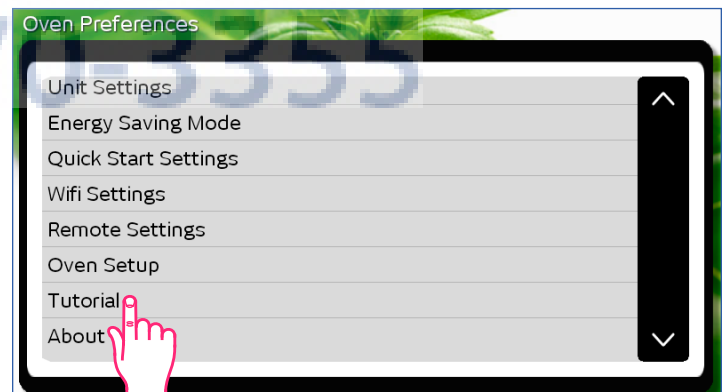 Oven Preferences
0-3355
Unit Settings
Energy Saving Mode
Quick Start Settings
Wifi Settings
Remote Settings
Oven Setup
Tutorial
About